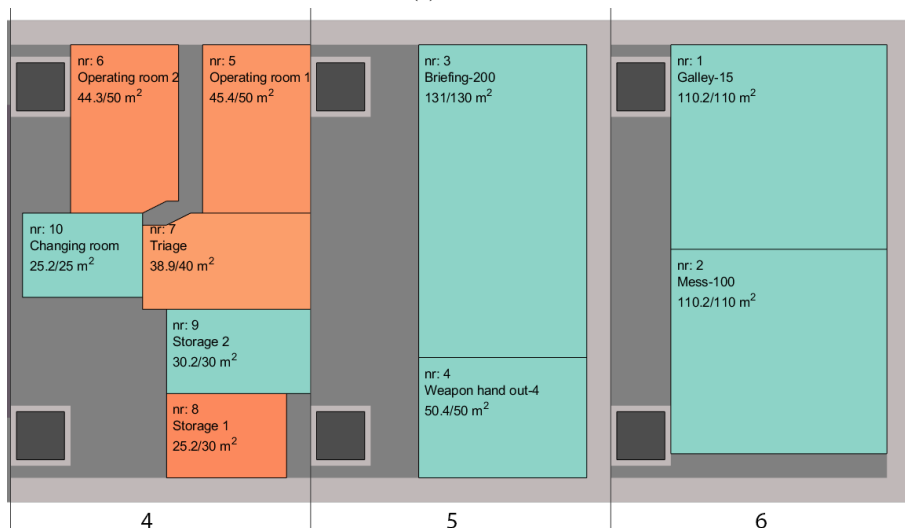 nr: 6
Operating room 2
44.3/50 m²
nr: 5
Operating room 1
45.4/50 m²
nr: 3
Briefing-200
131/130 m²
nr: 1
Galley-15
110.2/110 m²
nr: 10
Changing room
25.2/25 m²
nr: 7
Triage
38.9/40 m²
nr: 2
Mess-100
110.2/110 m²
nr: 9
Storage 2
30.2/30 m²
nr: 4
Weapon hand out-4
50.4/50 m²
nr: 8
Storage 1
25.2/30 m²
4
5
6